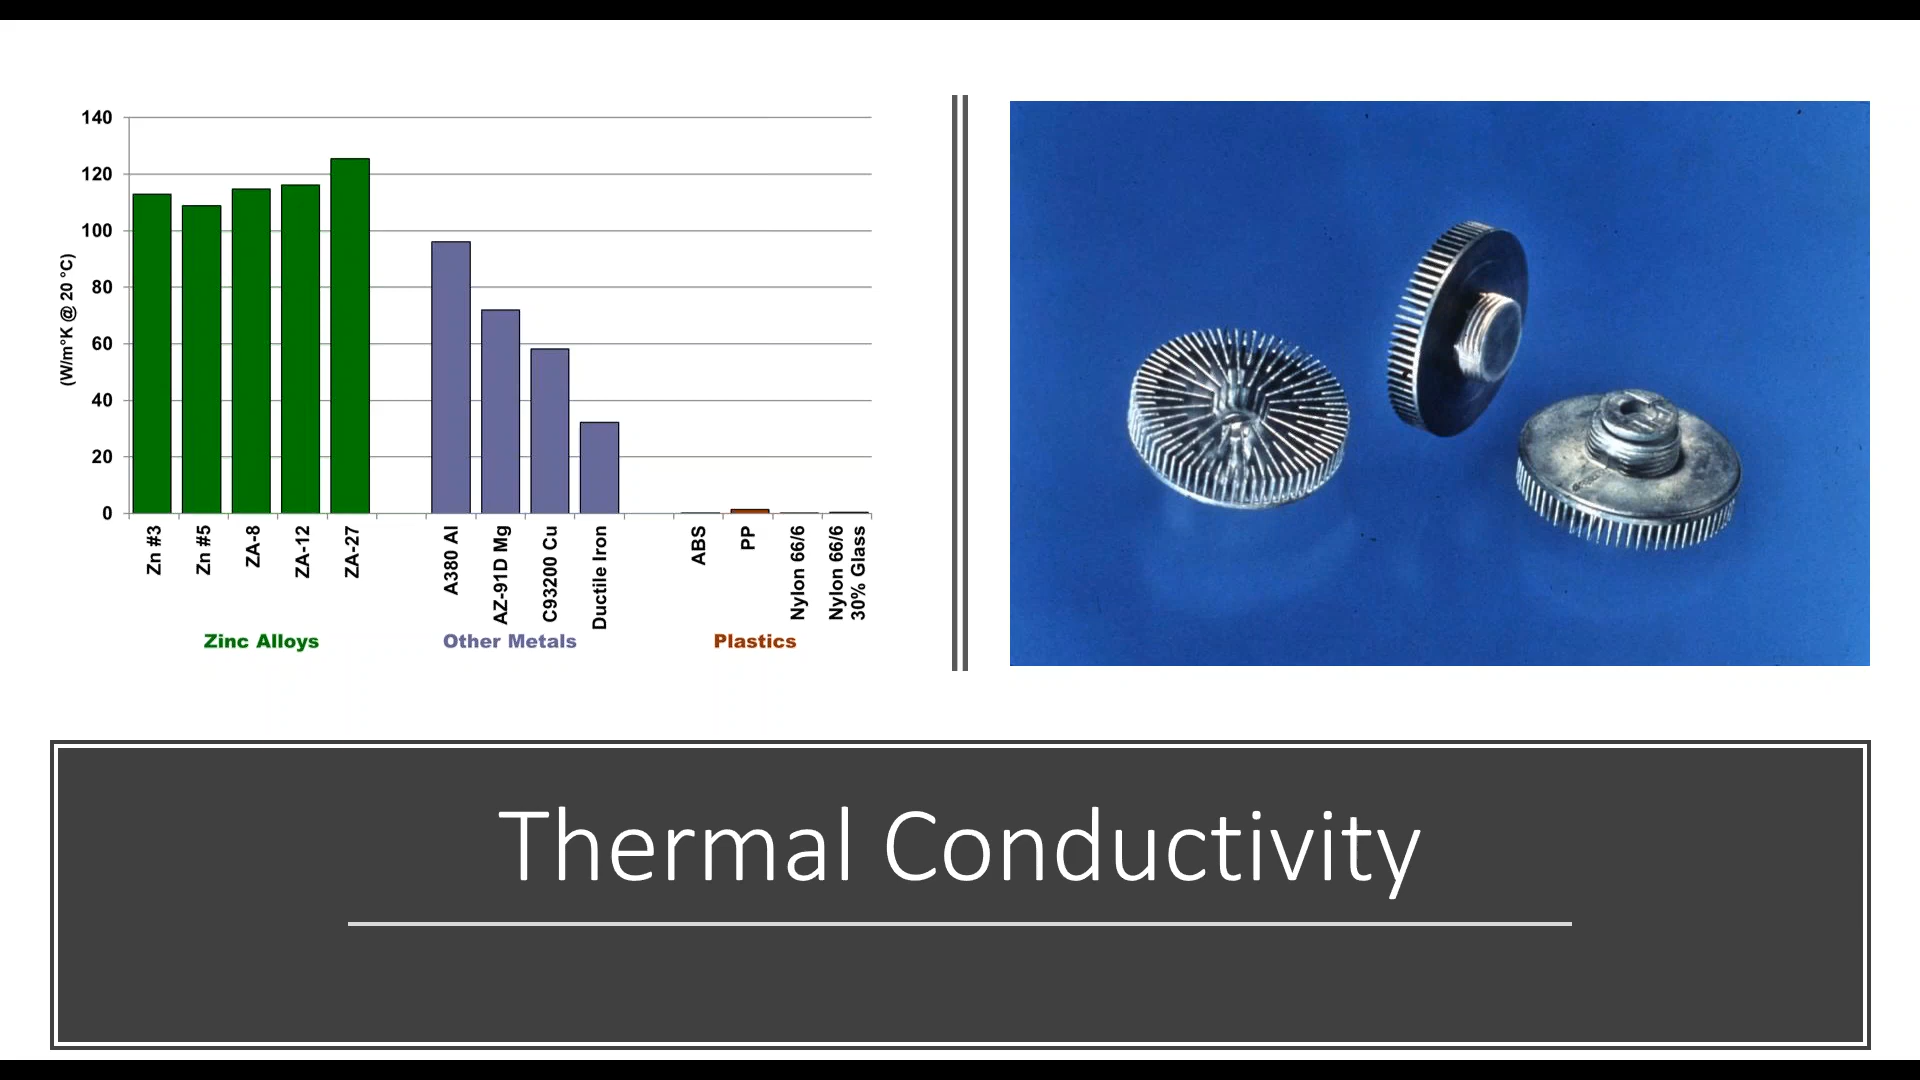 140
120
100
80
60
40
20
0
(W/m°K @ 20 °C)
Zn #3
Zn #5
ZA-8
ZA-12
ZA-27
A380 Al
AZ-91D Mg
C93200 Cu
Ductile Iron
ABS
PP
Nylon 66/6
Nylon 66/6
30% Glass
Zinc Alloys
Other Metals
Plastics
Thermal Conductivity